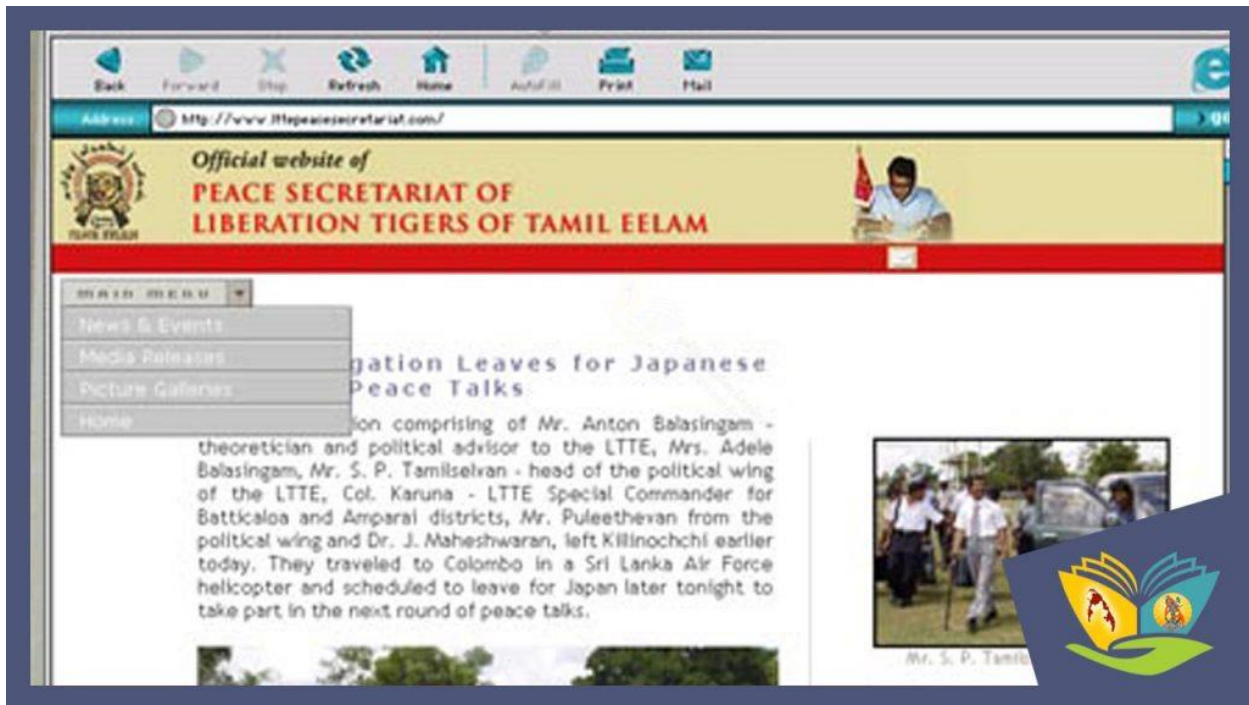 Back Forward Stop Refresh Home AutoFill Print Mail
Address http://www.lttepeacesecretariat.com/ go
Official website of
PEACE SECRETARIAT OF
LIBERATION TIGERS OF TAMIL EELAM
TAMIL EELAM
MAIN MENU
News & Events
Media Releases
Picture Galleries
Home
gation Leaves for Japanese
Peace Talks
ion comprising of Mr. Anton Balasingam -
theoretician and political advisor to the LTTE, Mrs. Adele
Balasingam, Mr. S. P. Tamilselvan - head of the political wing
of the LTTE, Col. Karuna - LTTE Special Commander for
Batticaloa and Amparai districts, Mr. Puleethevan from the
political wing and Dr. J. Maheshwaran, left Killinochchi earlier
today. They traveled to Colombo in a Sri Lanka Air Force
helicopter and scheduled to leave for Japan later tonight to
take part in the next round of peace talks.
Mr. S. P.